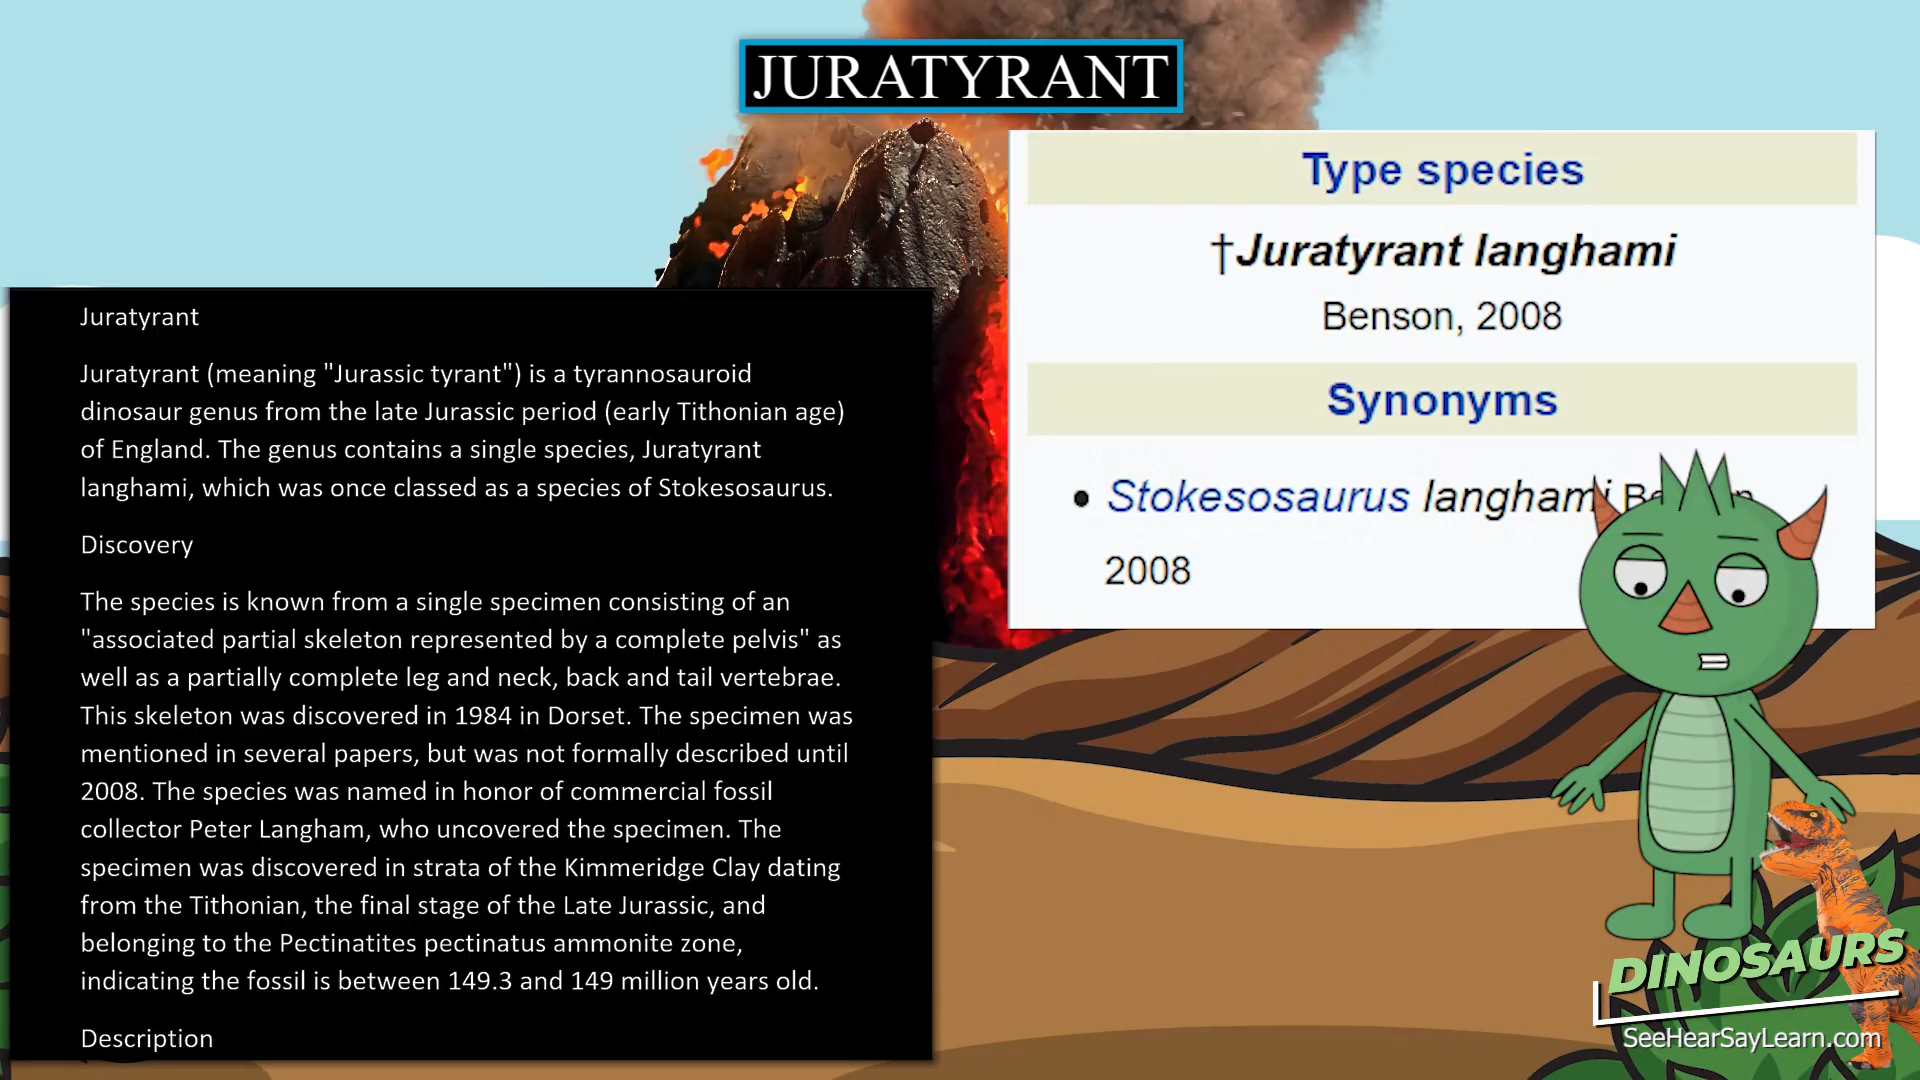 JURATYRANT
Type species
†Juratyrant langhami
Benson, 2008
Synonyms
• Stokesosaurus langhami
2008
Juratyrant
Juratyrant (meaning "Jurassic tyrant") is a tyrannosauroid
dinosaur genus from the late Jurassic period (early Tithonian age)
of England. The genus contains a single species, Juratyrant
langhami, which was once classed as a species of Stokesosaurus.
Discovery
The species is known from a single specimen consisting of an
"associated partial skeleton represented by a complete pelvis" as
well as a partially complete leg and neck, back and tail vertebrae.
This skeleton was discovered in 1984 in Dorset. The specimen was
mentioned in several papers, but was not formally described until
2008. The species was named in honor of commercial fossil
collector Peter Langham, who uncovered the specimen. The
specimen was discovered in strata of the Kimmeridge Clay dating
from the Tithonian, the final stage of the Late Jurassic, and
belonging to the Pectinatites pectinatus ammonite zone,
indicating the fossil is between 149.3 and 149 million years old.
Description
DINOSAURS
SeeHearSayLearn.com